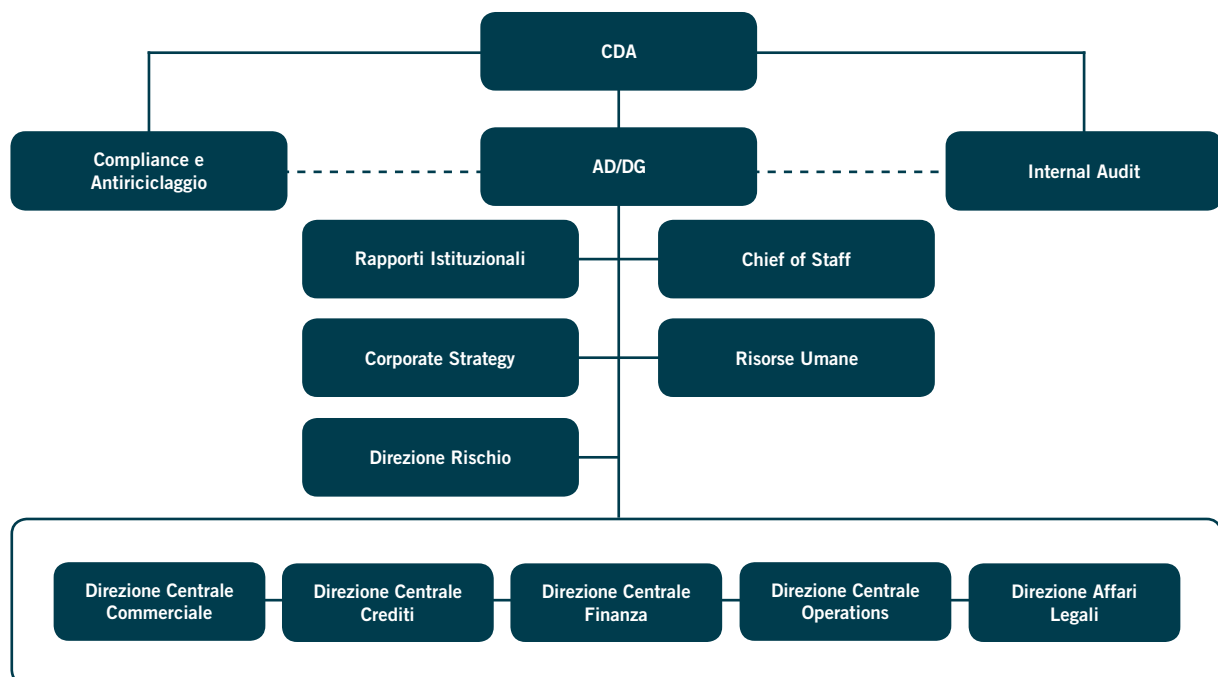 CDA
Compliance e
Antiriciclaggio
AD/DG
Internal Audit
Rapporti Istituzionali
Chief of Staff
Corporate Strategy
Risorse Umane
Direzione Rischio
Direzione Centrale
Commerciale
Direzione Centrale
Crediti
Direzione Centrale
Finanza
Direzione Centrale
Operations
Direzione Affari
Legali